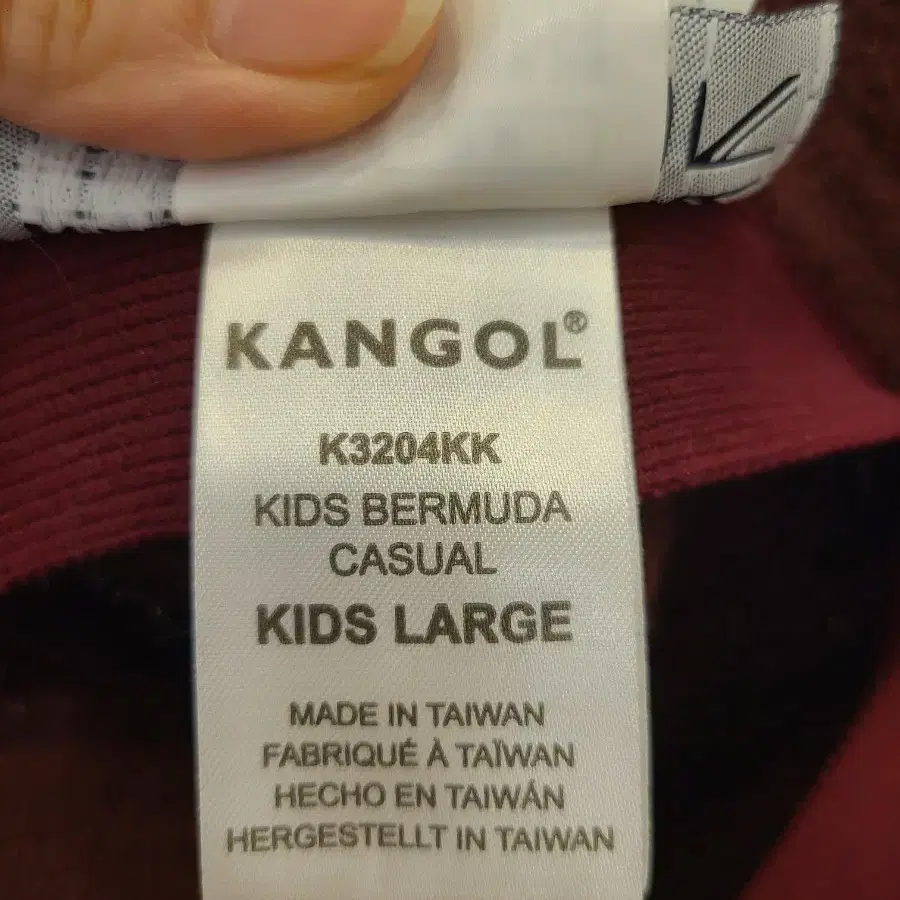 KANGOL®
K3204KK
KIDS BERMUDA
CASUAL
KIDS LARGE
MADE IN TAIWAN
FABRIQUÉ À TAÏWAN
HECHO EN TAIWÁN
HERGESTELLT IN TAIWAN